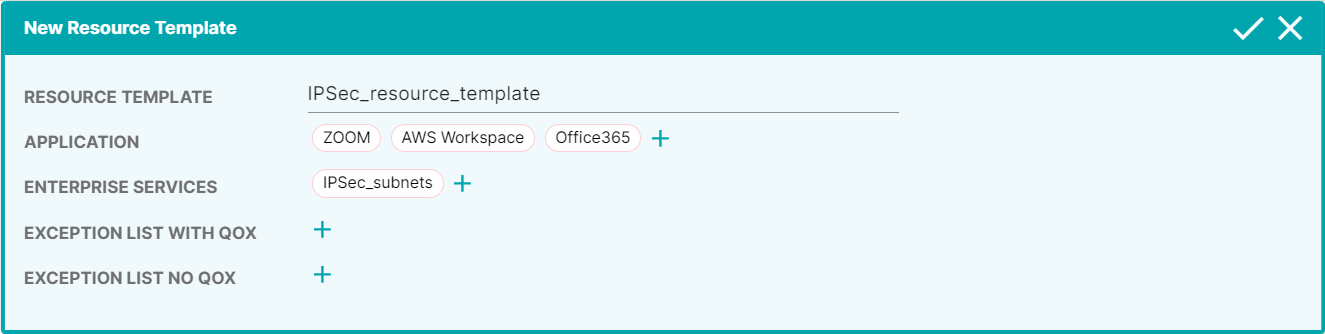 New Resource Template
RESOURCE TEMPLATE IPSec_resource_template
APPLICATION ZOOM AWS Workspace Office365 +
ENTERPRISE SERVICES IPSec_subnets +
EXCEPTION LIST WITH QOX +
EXCEPTION LIST NO QOX +